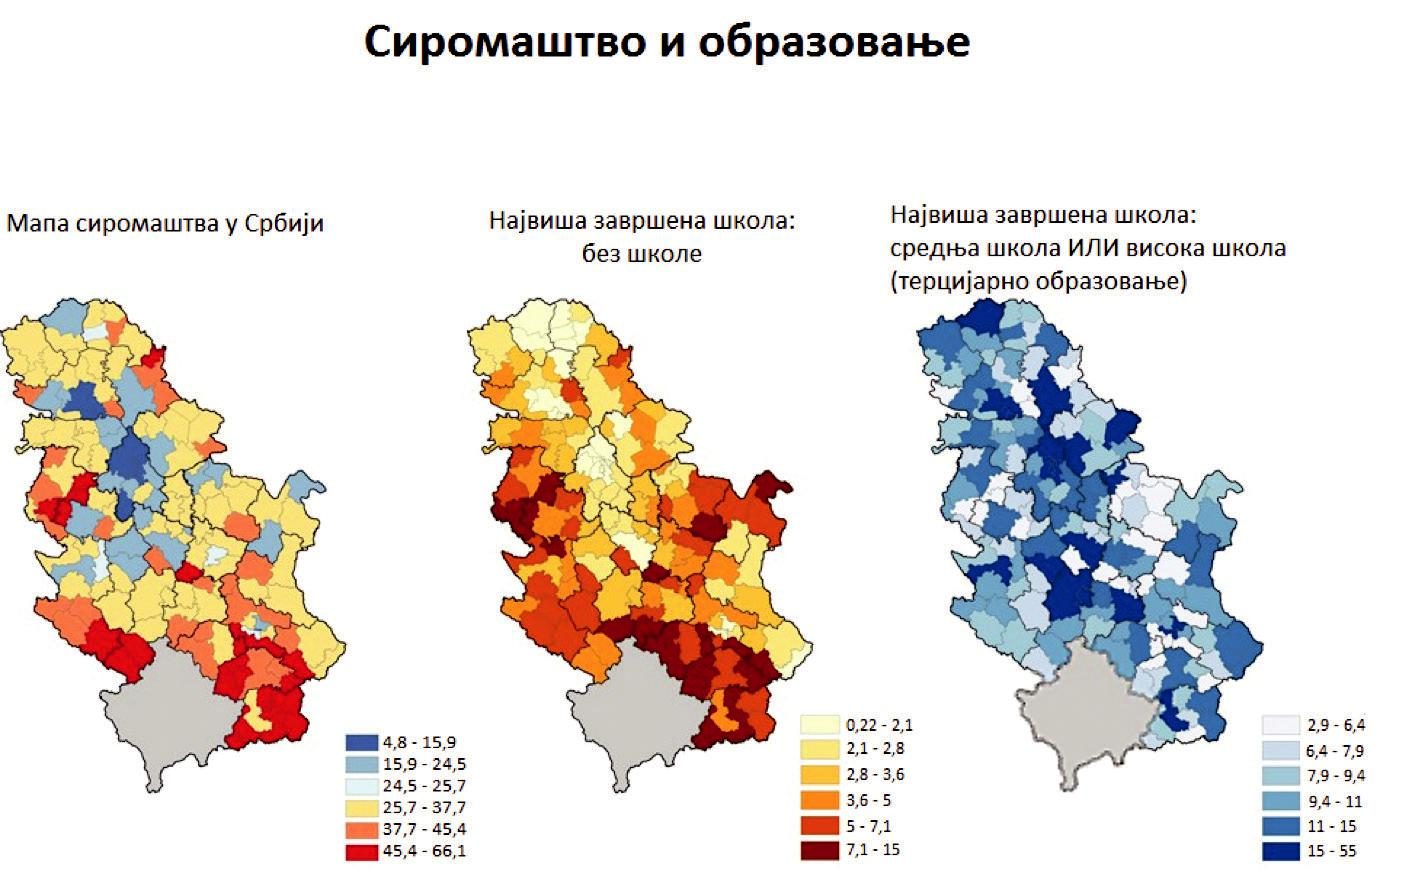 Сиромаштво и образовање
Мапа сиромаштва у Србији
Највиша завршена школа:
без школе
Највиша завршена школа:
средња школа ИЛИ висока школа
(терцијарно образовање)
4,8 - 15,9
15,9 - 24,5
24,5 - 25,7
25,7 - 37,7
37,7 - 45,4
45,4 - 66,1
0,22 - 2,1
2,1 - 2,8
2,8 - 3,6
3,6 - 5
5 - 7,1
7,1 - 15
2,9 - 6,4
6,4 - 7,9
7,9 - 9,4
9,4 - 11
11 - 15
15 - 55